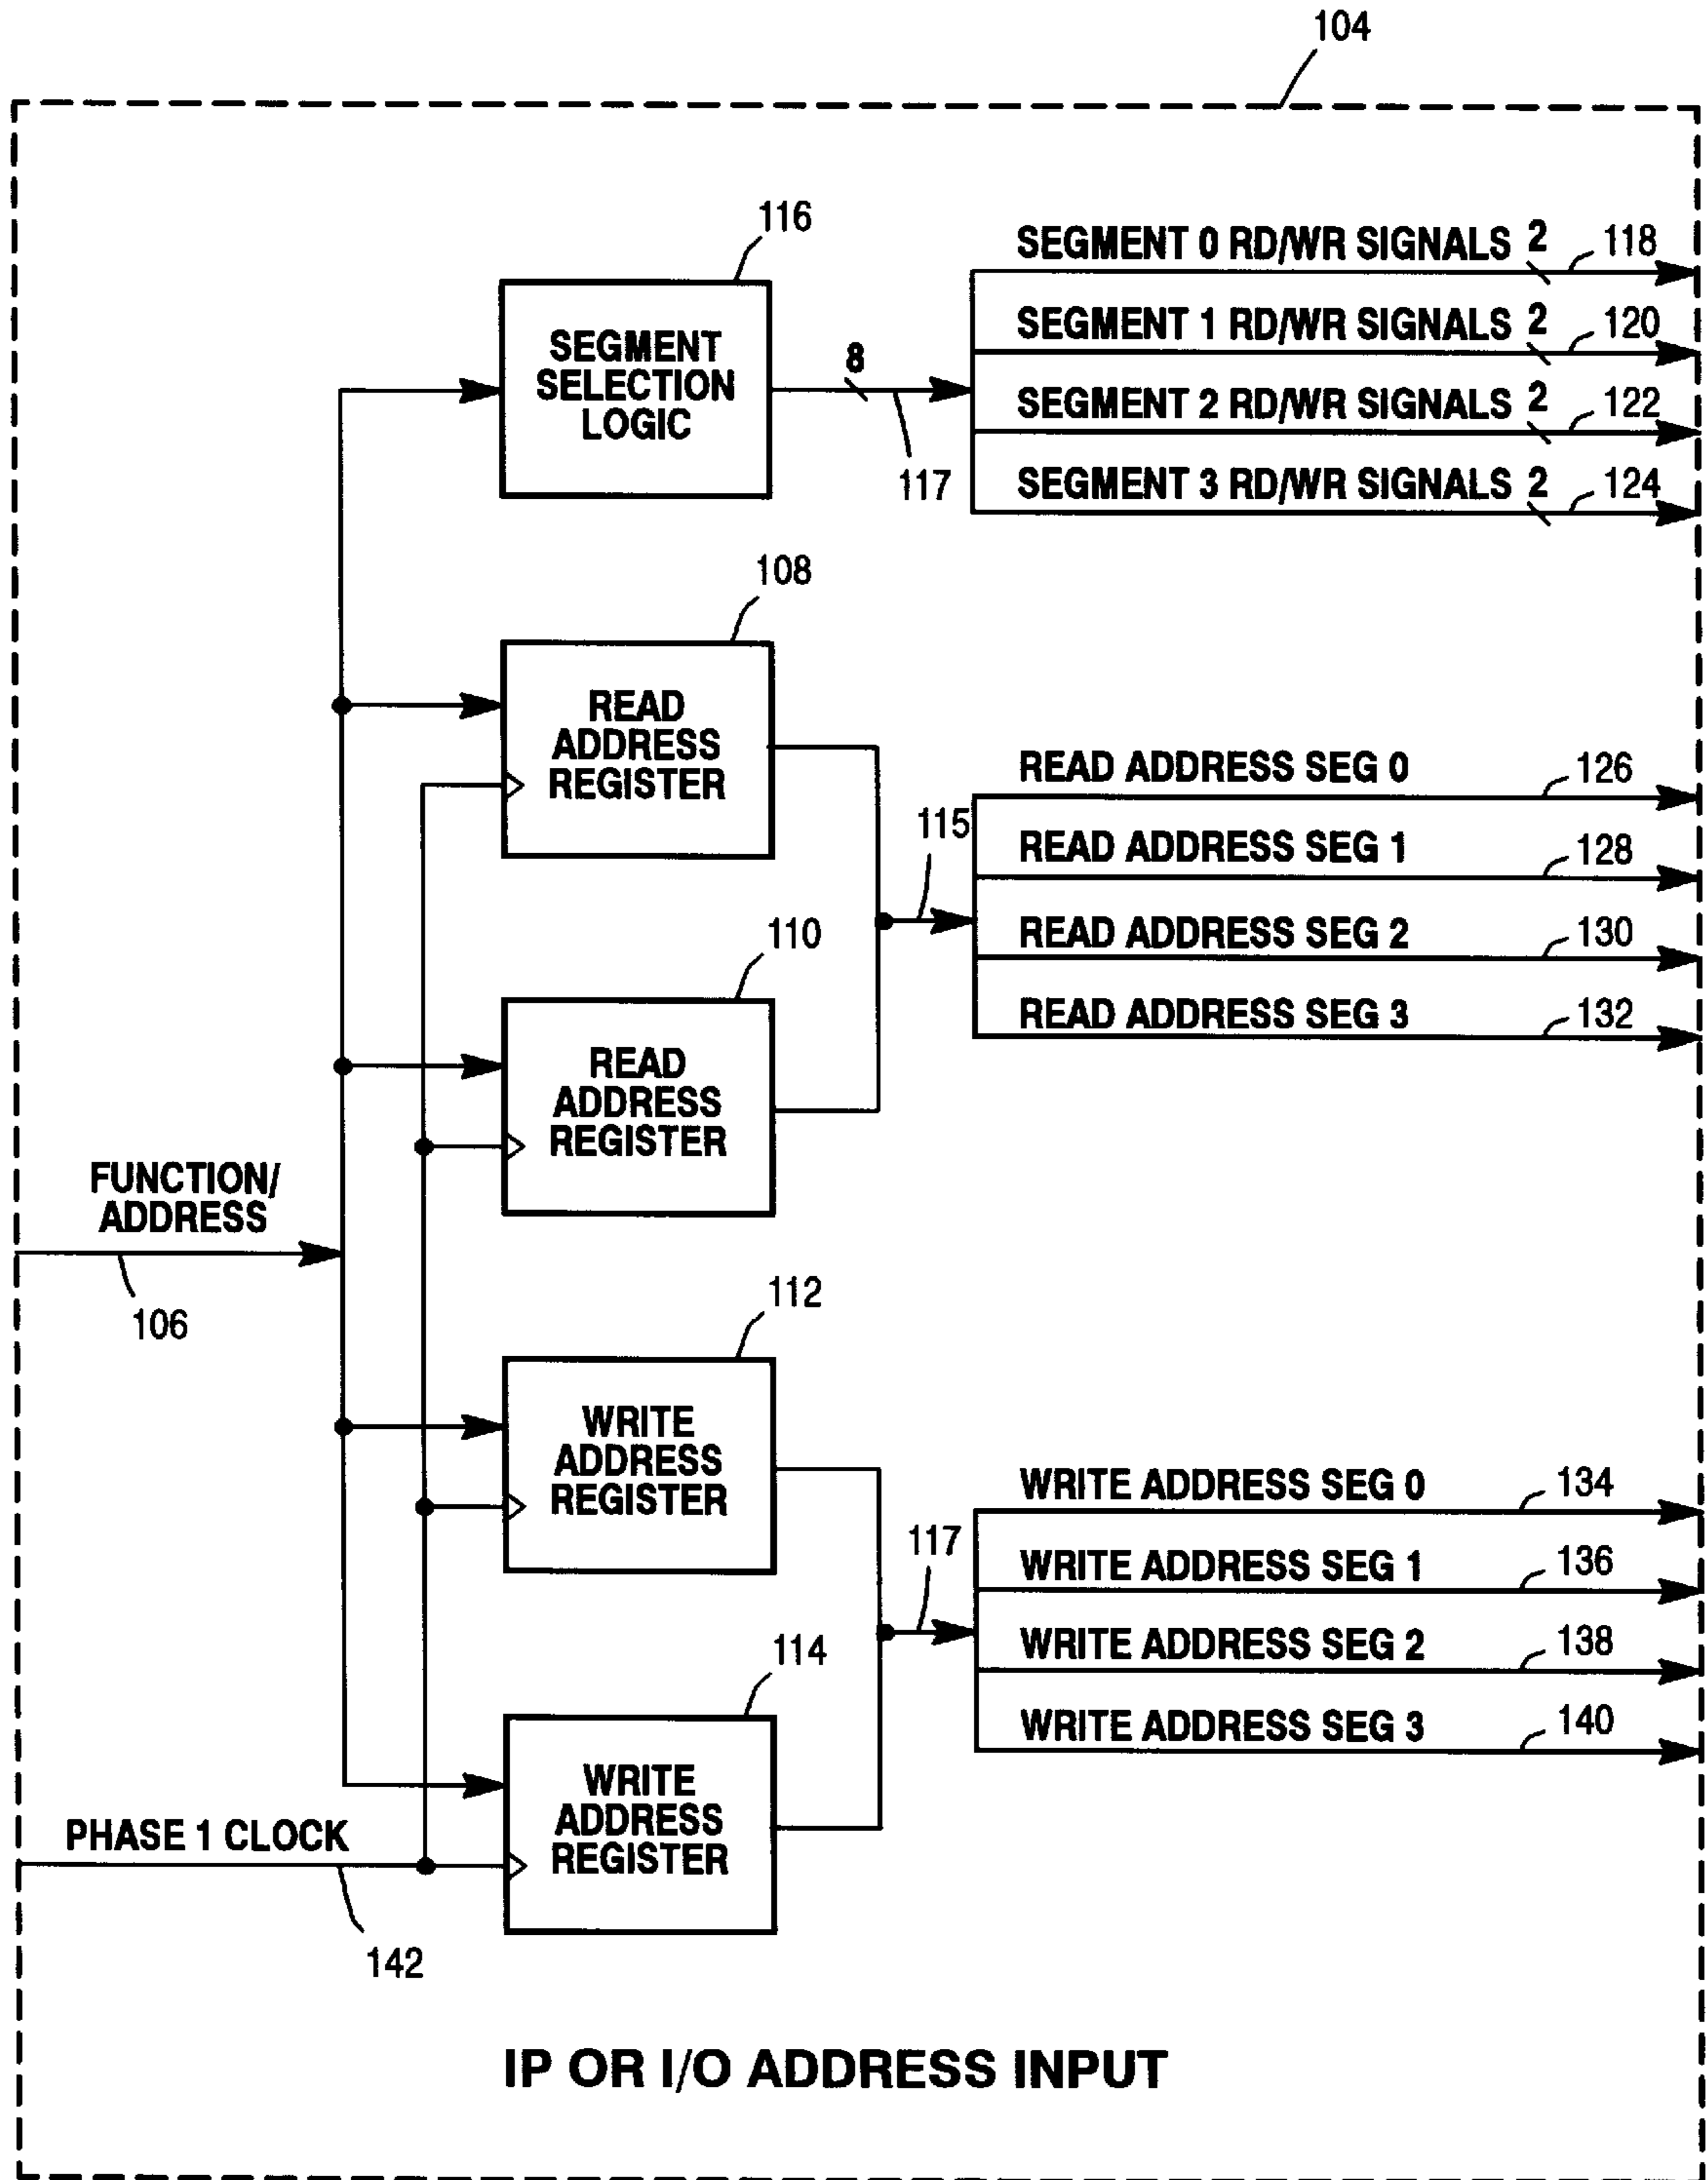 104
116
SEGMENT
SELECTION
LOGIC
8
117
SEGMENT 0 RD/WR SIGNALS 2 118
SEGMENT 1 RD/WR SIGNALS 2 120
SEGMENT 2 RD/WR SIGNALS 2 122
SEGMENT 3 RD/WR SIGNALS 2 124
108
READ
ADDRESS
REGISTER
110
READ
ADDRESS
REGISTER
115
READ ADDRESS SEG 0 126
READ ADDRESS SEG 1 128
READ ADDRESS SEG 2 130
READ ADDRESS SEG 3 132
FUNCTION/
ADDRESS
106
112
WRITE
ADDRESS
REGISTER
114
WRITE
ADDRESS
REGISTER
117
WRITE ADDRESS SEG 0 134
WRITE ADDRESS SEG 1 136
WRITE ADDRESS SEG 2 138
WRITE ADDRESS SEG 3 140
PHASE 1 CLOCK
142
IP OR I/O ADDRESS INPUT